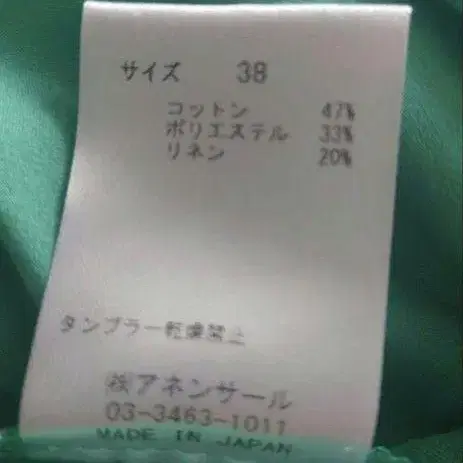 サイズ 38
コットン 47%
ポリエステル 33%
リネン 20%
タンブラー乾燥禁止
㈱アネンサール
03-3463-1011
MADE IN JAPAN